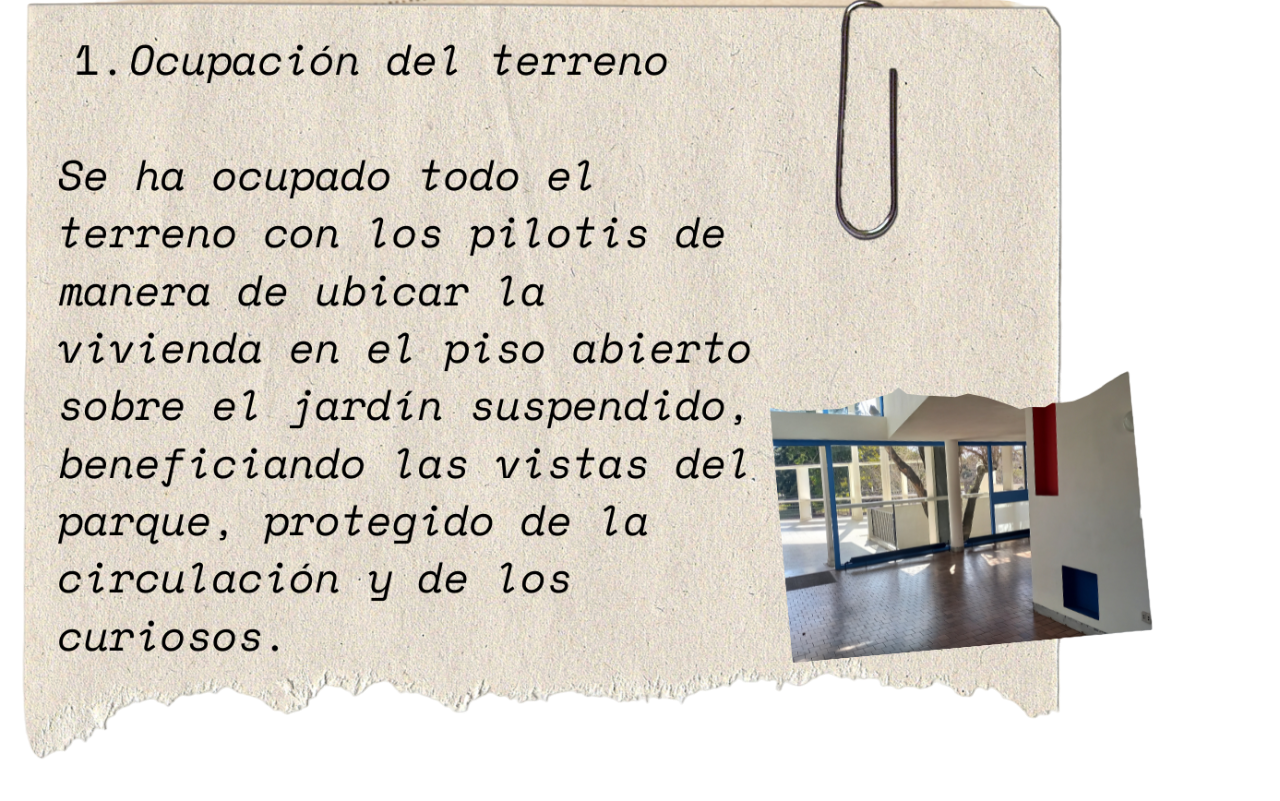 1.Ocupación del terreno
Se ha ocupado todo el
terreno con los pilotis de
manera de ubicar la
vivienda en el piso abierto
sobre el jardín suspendido,
beneficiando las vistas del
parque, protegido de la
circulación y de los
curiosos.